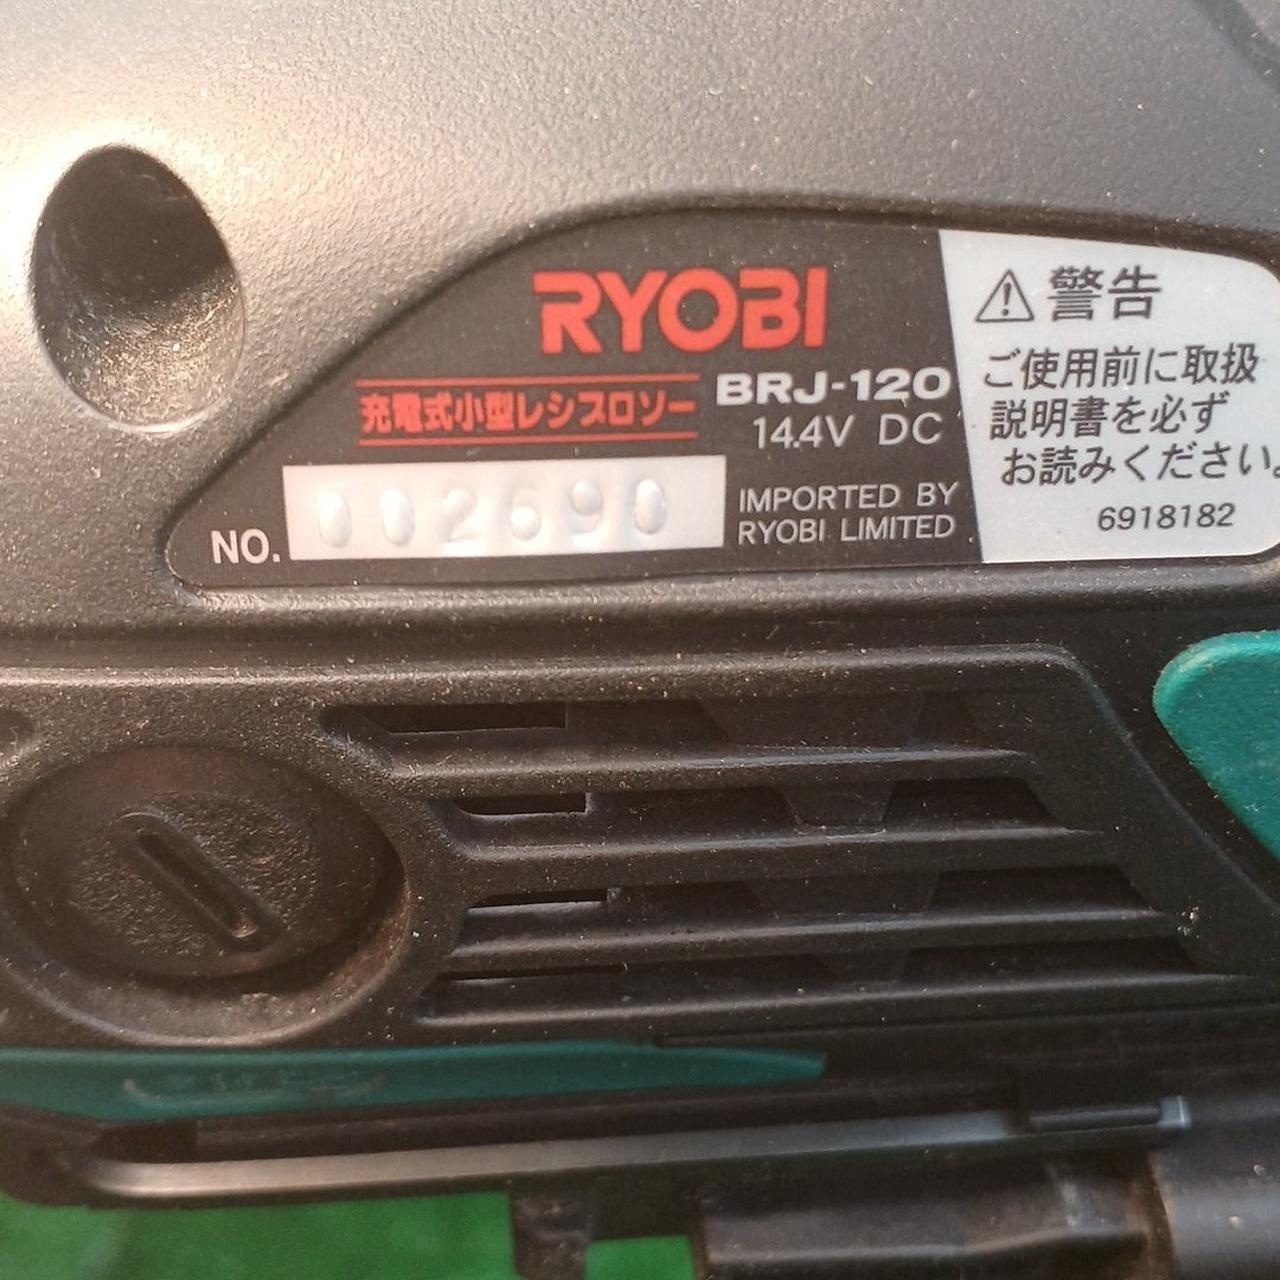 RYOBI
充電式小型レシプロソー
BRJ-120
14.4V DC
NO. 002690
IMPORTED BY
RYOBI LIMITED
⚠警告
ご使用前に取扱
説明書を必ず
お読みください。
6918182